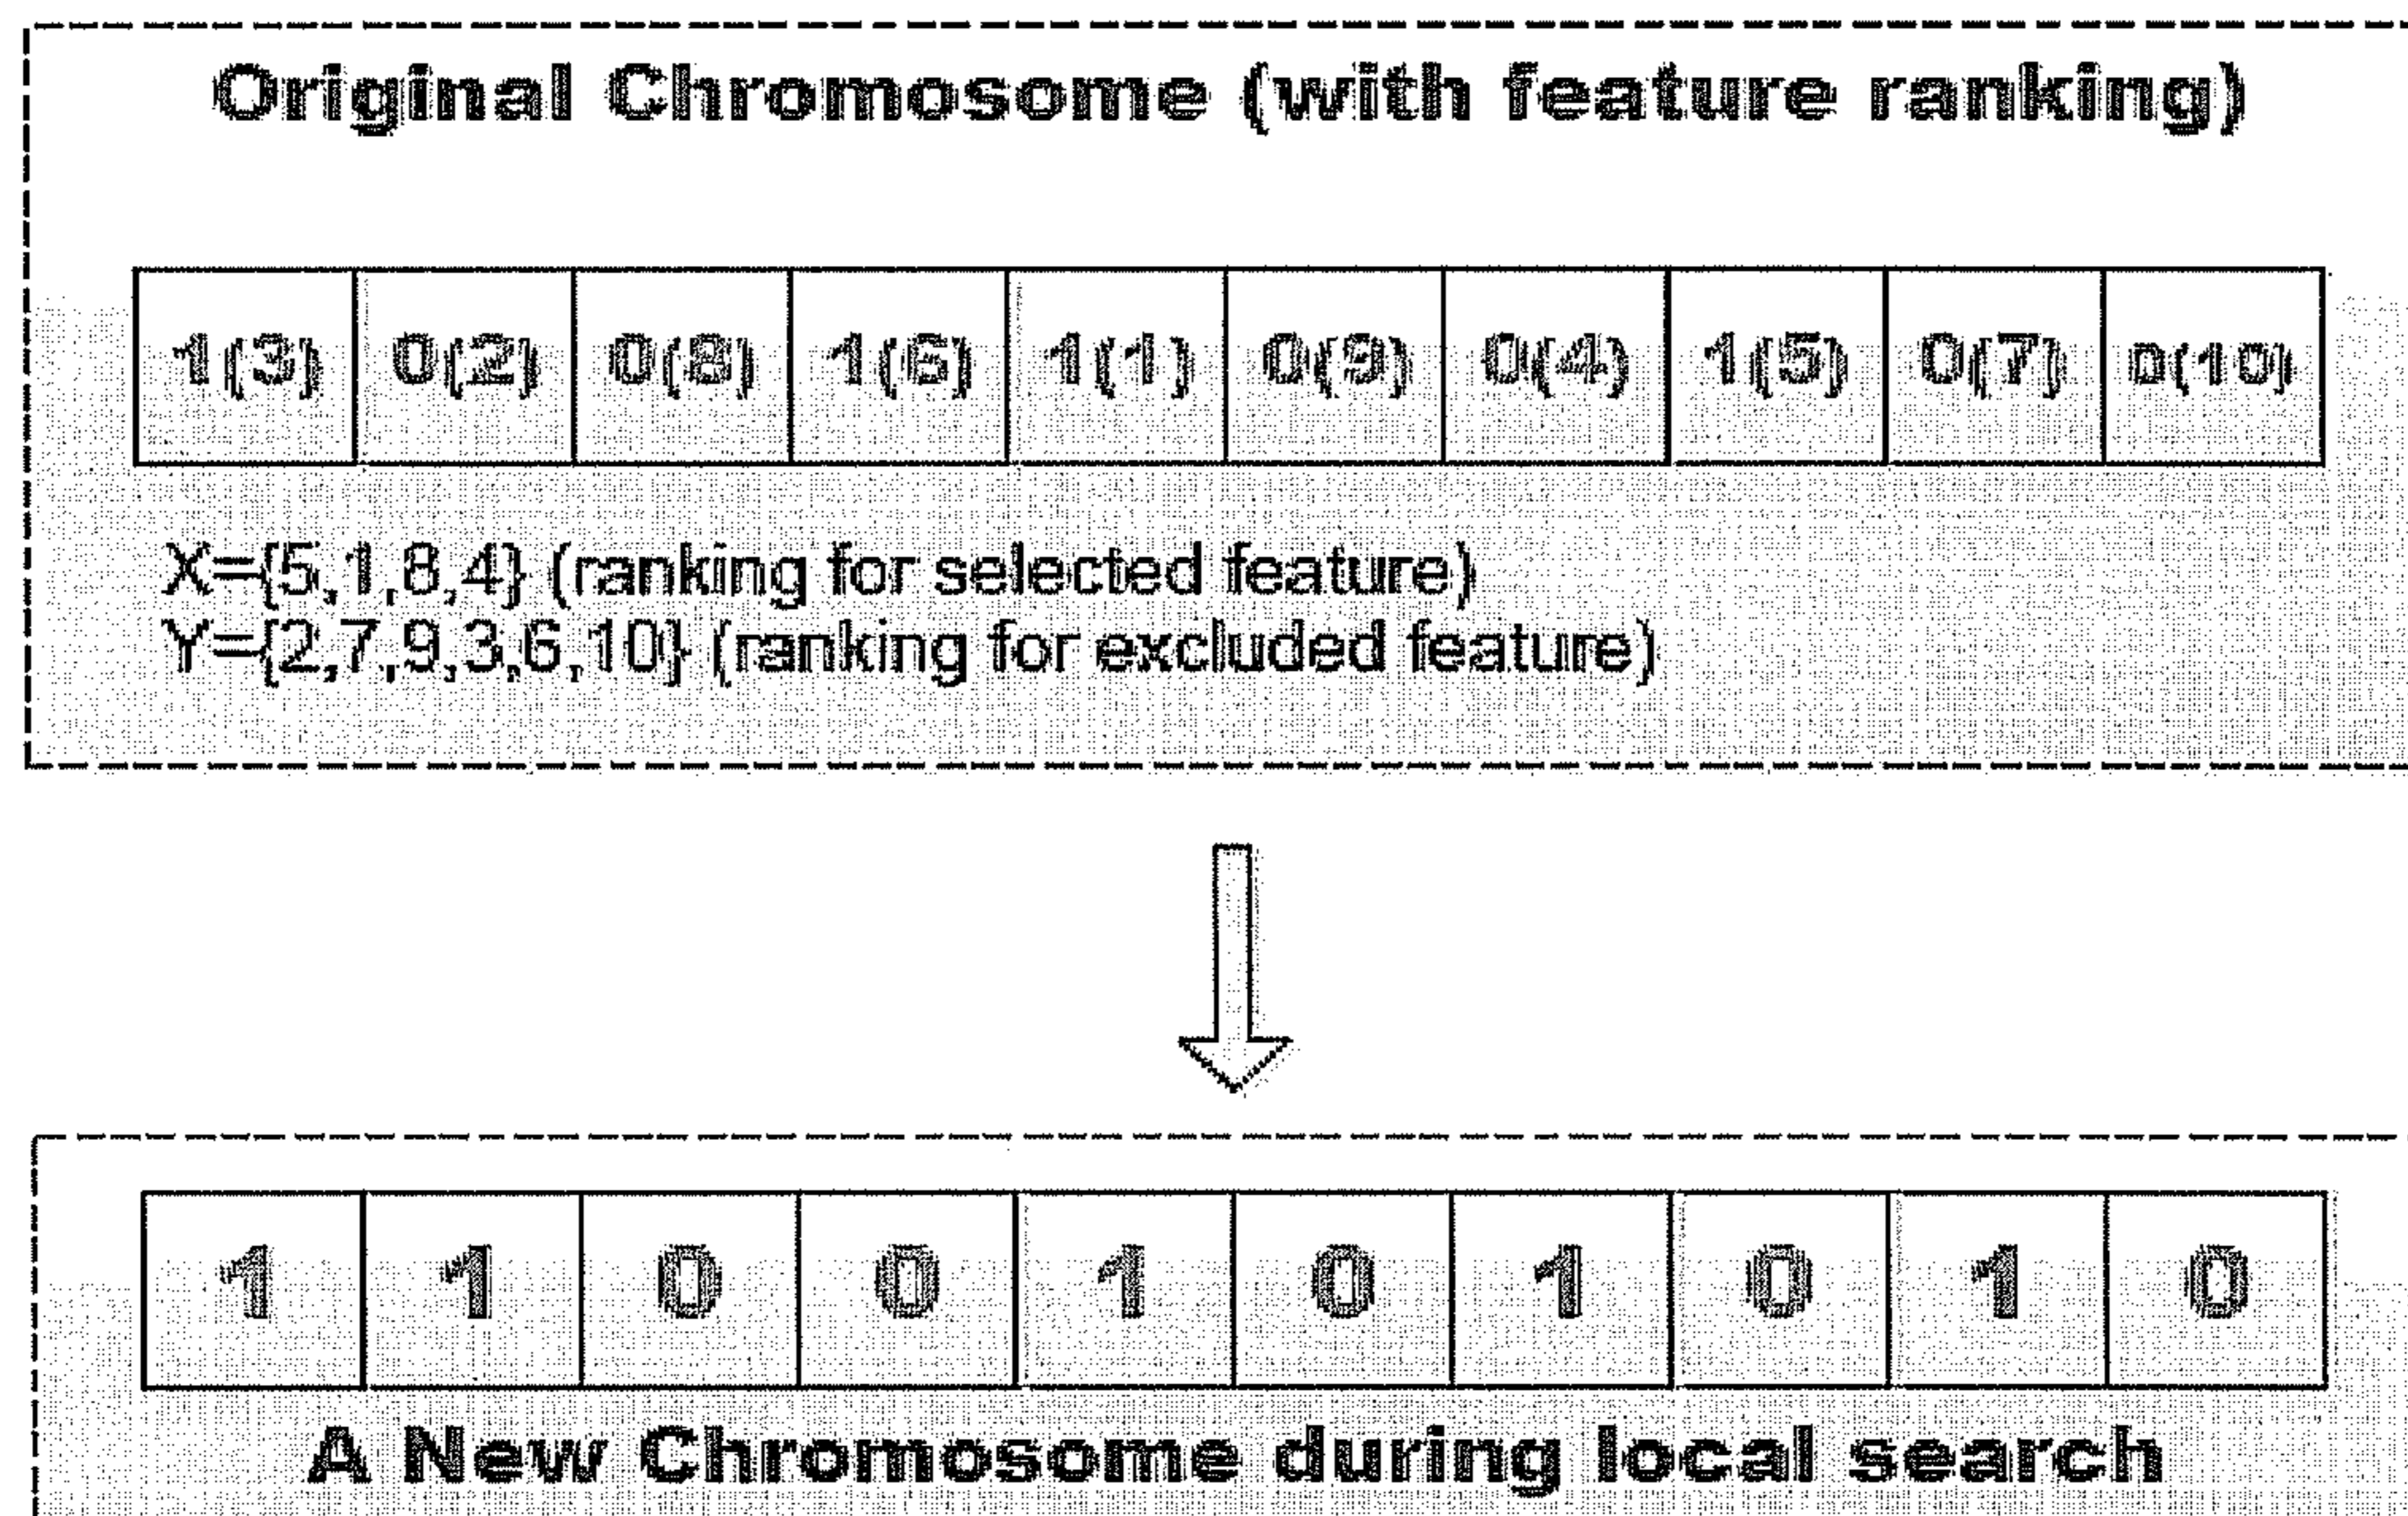 Original Chromosome (with feature ranking)
1(3) 0(2) 0(8) 1(6) 1(1) 0(9) 0(4) 1(5) 0(7) 0(10)
X={5,1,8,4} (ranking for selected feature)
Y={2,7,9,3,6,10} (ranking for excluded feature)
1 1 0 0 1 0 1 0 1 0
A New Chromosome during local search